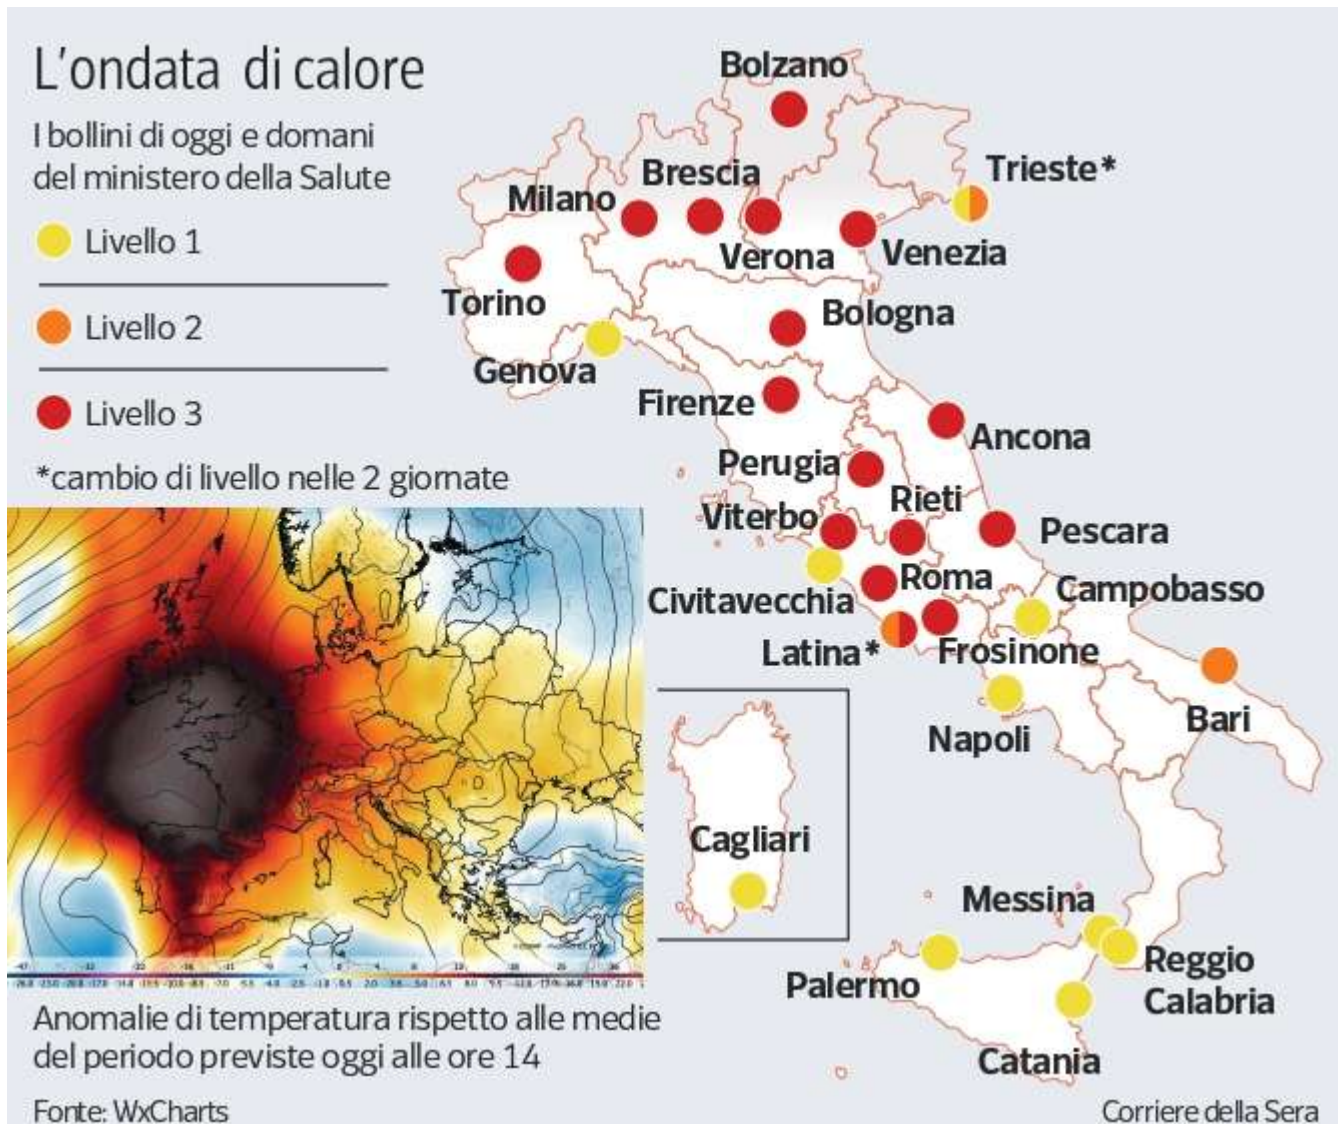 L'ondata di calore
I bollini di oggi e domani
del ministero della Salute
Livello 1
Livello 2
Livello 3
*cambio di livello nelle 2 giornate
Bolzano
Trieste*
Brescia
Milano
Verona
Venezia
Torino
Bologna
Genova
Firenze
Ancona
Perugia
Rieti
Viterbo
Pescara
Roma
Campobasso
Civitavecchia
Latina*
Frosinone
Bari
Napoli
Cagliari
Messina
Reggio
Calabria
Palermo
Catania
Anomalie di temperatura rispetto alle medie
del periodo previste oggi alle ore 14
Fonte: WxCharts
Corriere della Sera